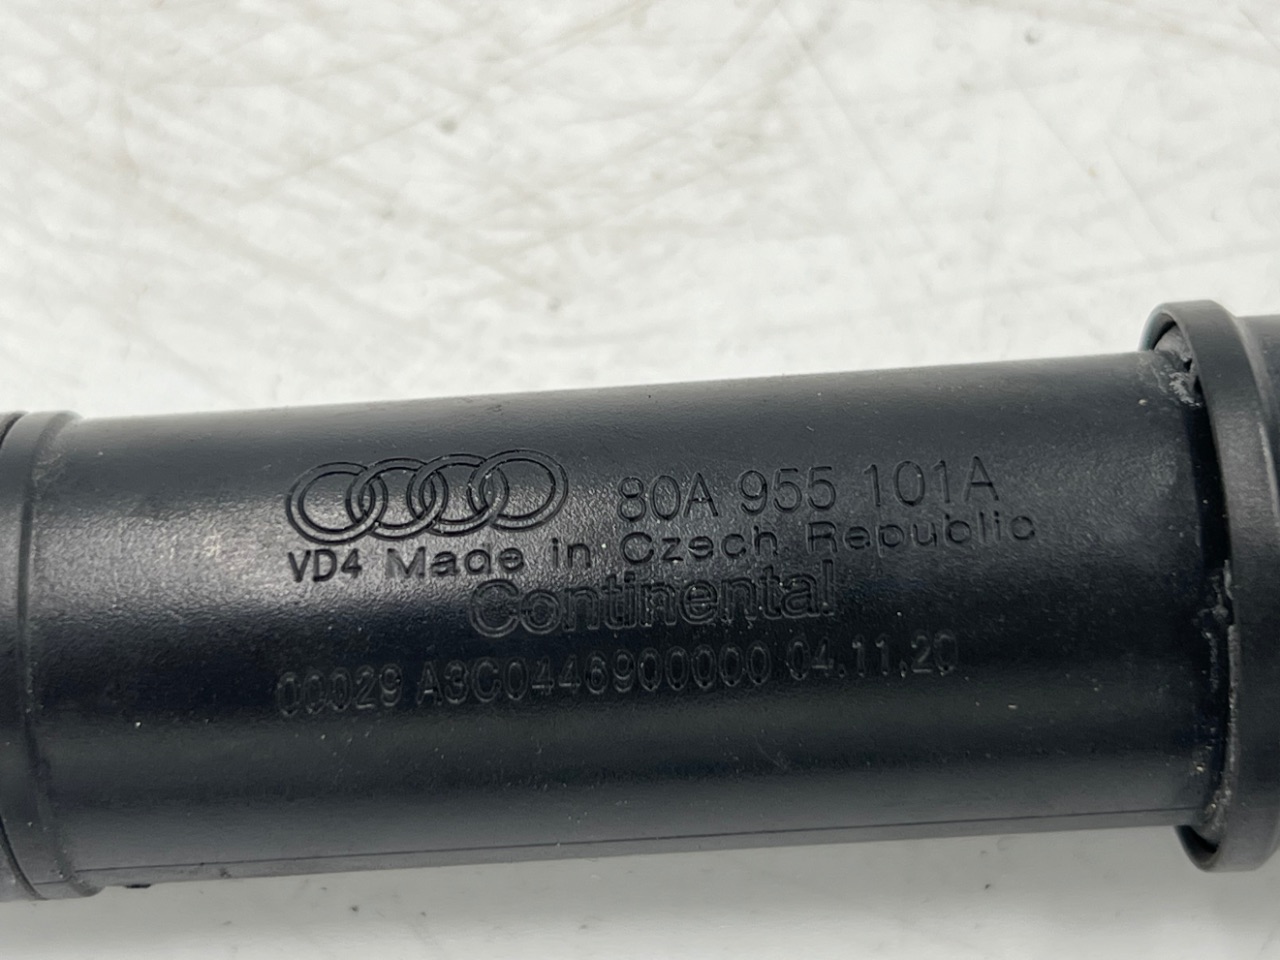 80A 955 101A
VD4 Made in Czech Republic
Continental
00029 A3C0446900000 04.11.20